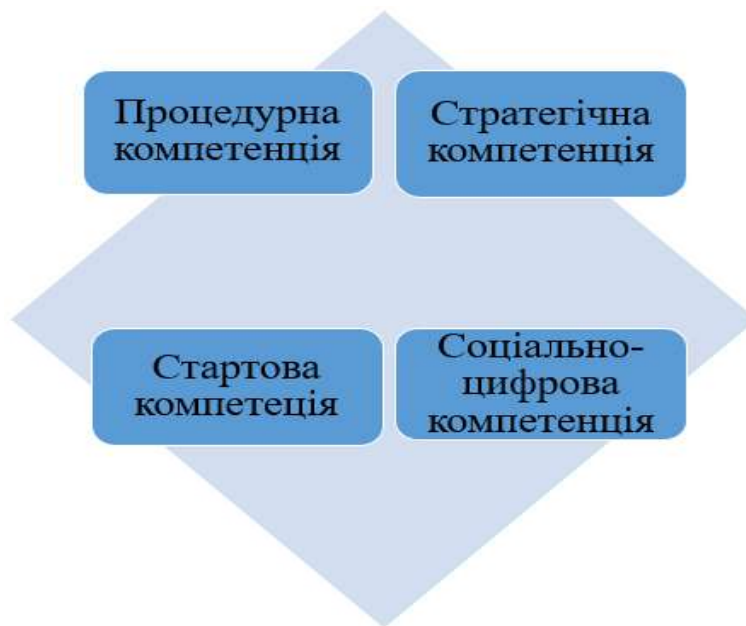 Процедурна
компетенція
Стратегічна
компетенція
Стартова
компетеція
Соціально-
цифрова
компетенція